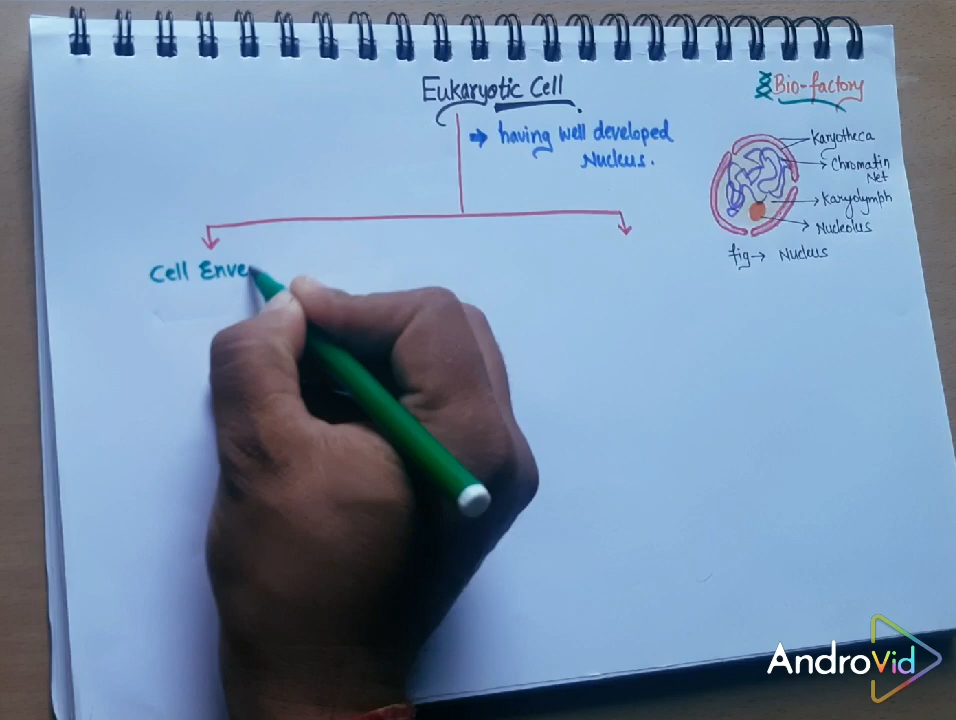 Eukaryotic Cell
Bio-factory
⇒ having well developed
Nucleus.
Karyotheca
Chromatin
Net
Karyolymph
Nucleolus
fig→ Nucleus
Cell Enve
AndroVid